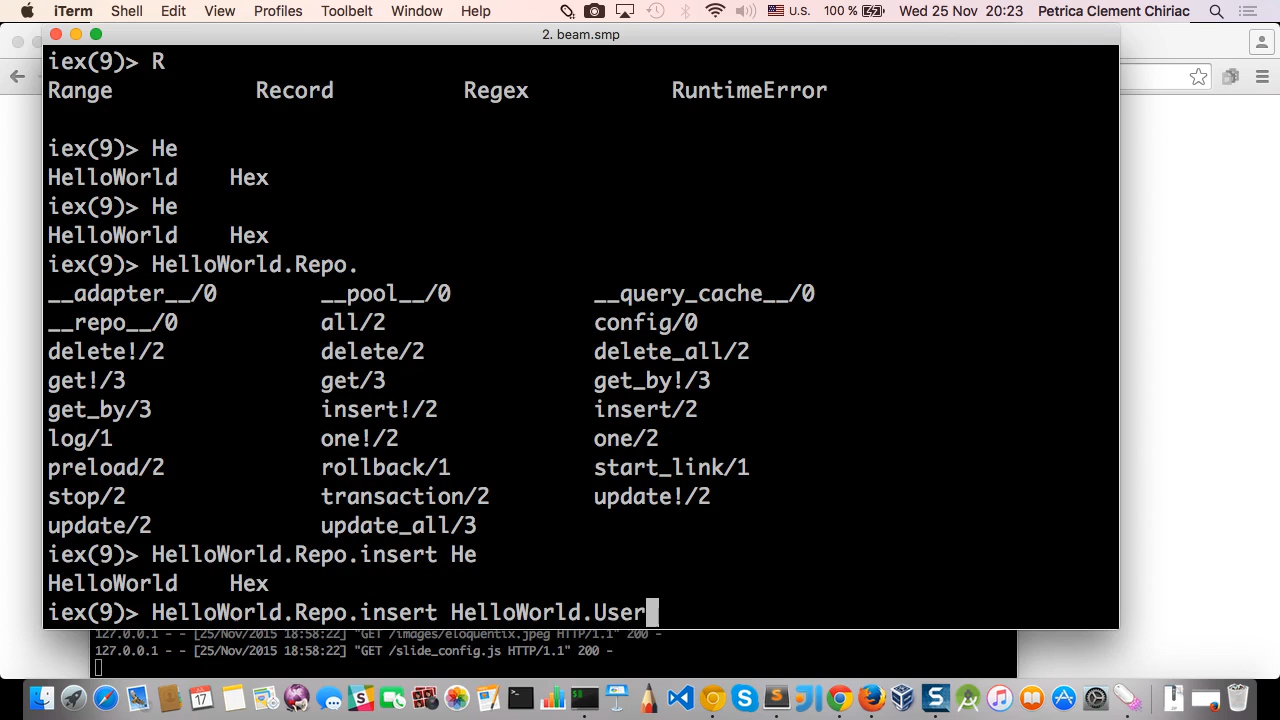 iTerm Shell Edit View Profiles Toolbelt Window Help U.S. 100 % Wed 25 Nov 20:23 Petrica Clement Chiriac
2. beam.smp
iex(9)> R
Range Record Regex RuntimeError
iex(9)> He
HelloWorld Hex
iex(9)> He
HelloWorld Hex
iex(9)> HelloWorld.Repo.
__adapter__/0 __pool__/0 __query_cache__/0
__repo__/0 all/2 config/0
delete!/2 delete/2 delete_all/2
get!/3 get/3 get_by!/3
get_by/3 insert!/2 insert/2
log/1 one!/2 one/2
preload/2 rollback/1 start_link/1
stop/2 transaction/2 update!/2
update/2 update_all/3
iex(9)> HelloWorld.Repo.insert He
HelloWorld Hex
iex(9)> HelloWorld.Repo.insert HelloWorld.User
127.0.0.1 - - [25/Nov/2015 18:58:22] "GET /images/eloquentix.jpeg HTTP/1.1" 200 -
127.0.0.1 - - [25/Nov/2015 18:58:22] "GET /slide_config.js HTTP/1.1" 200 -
17